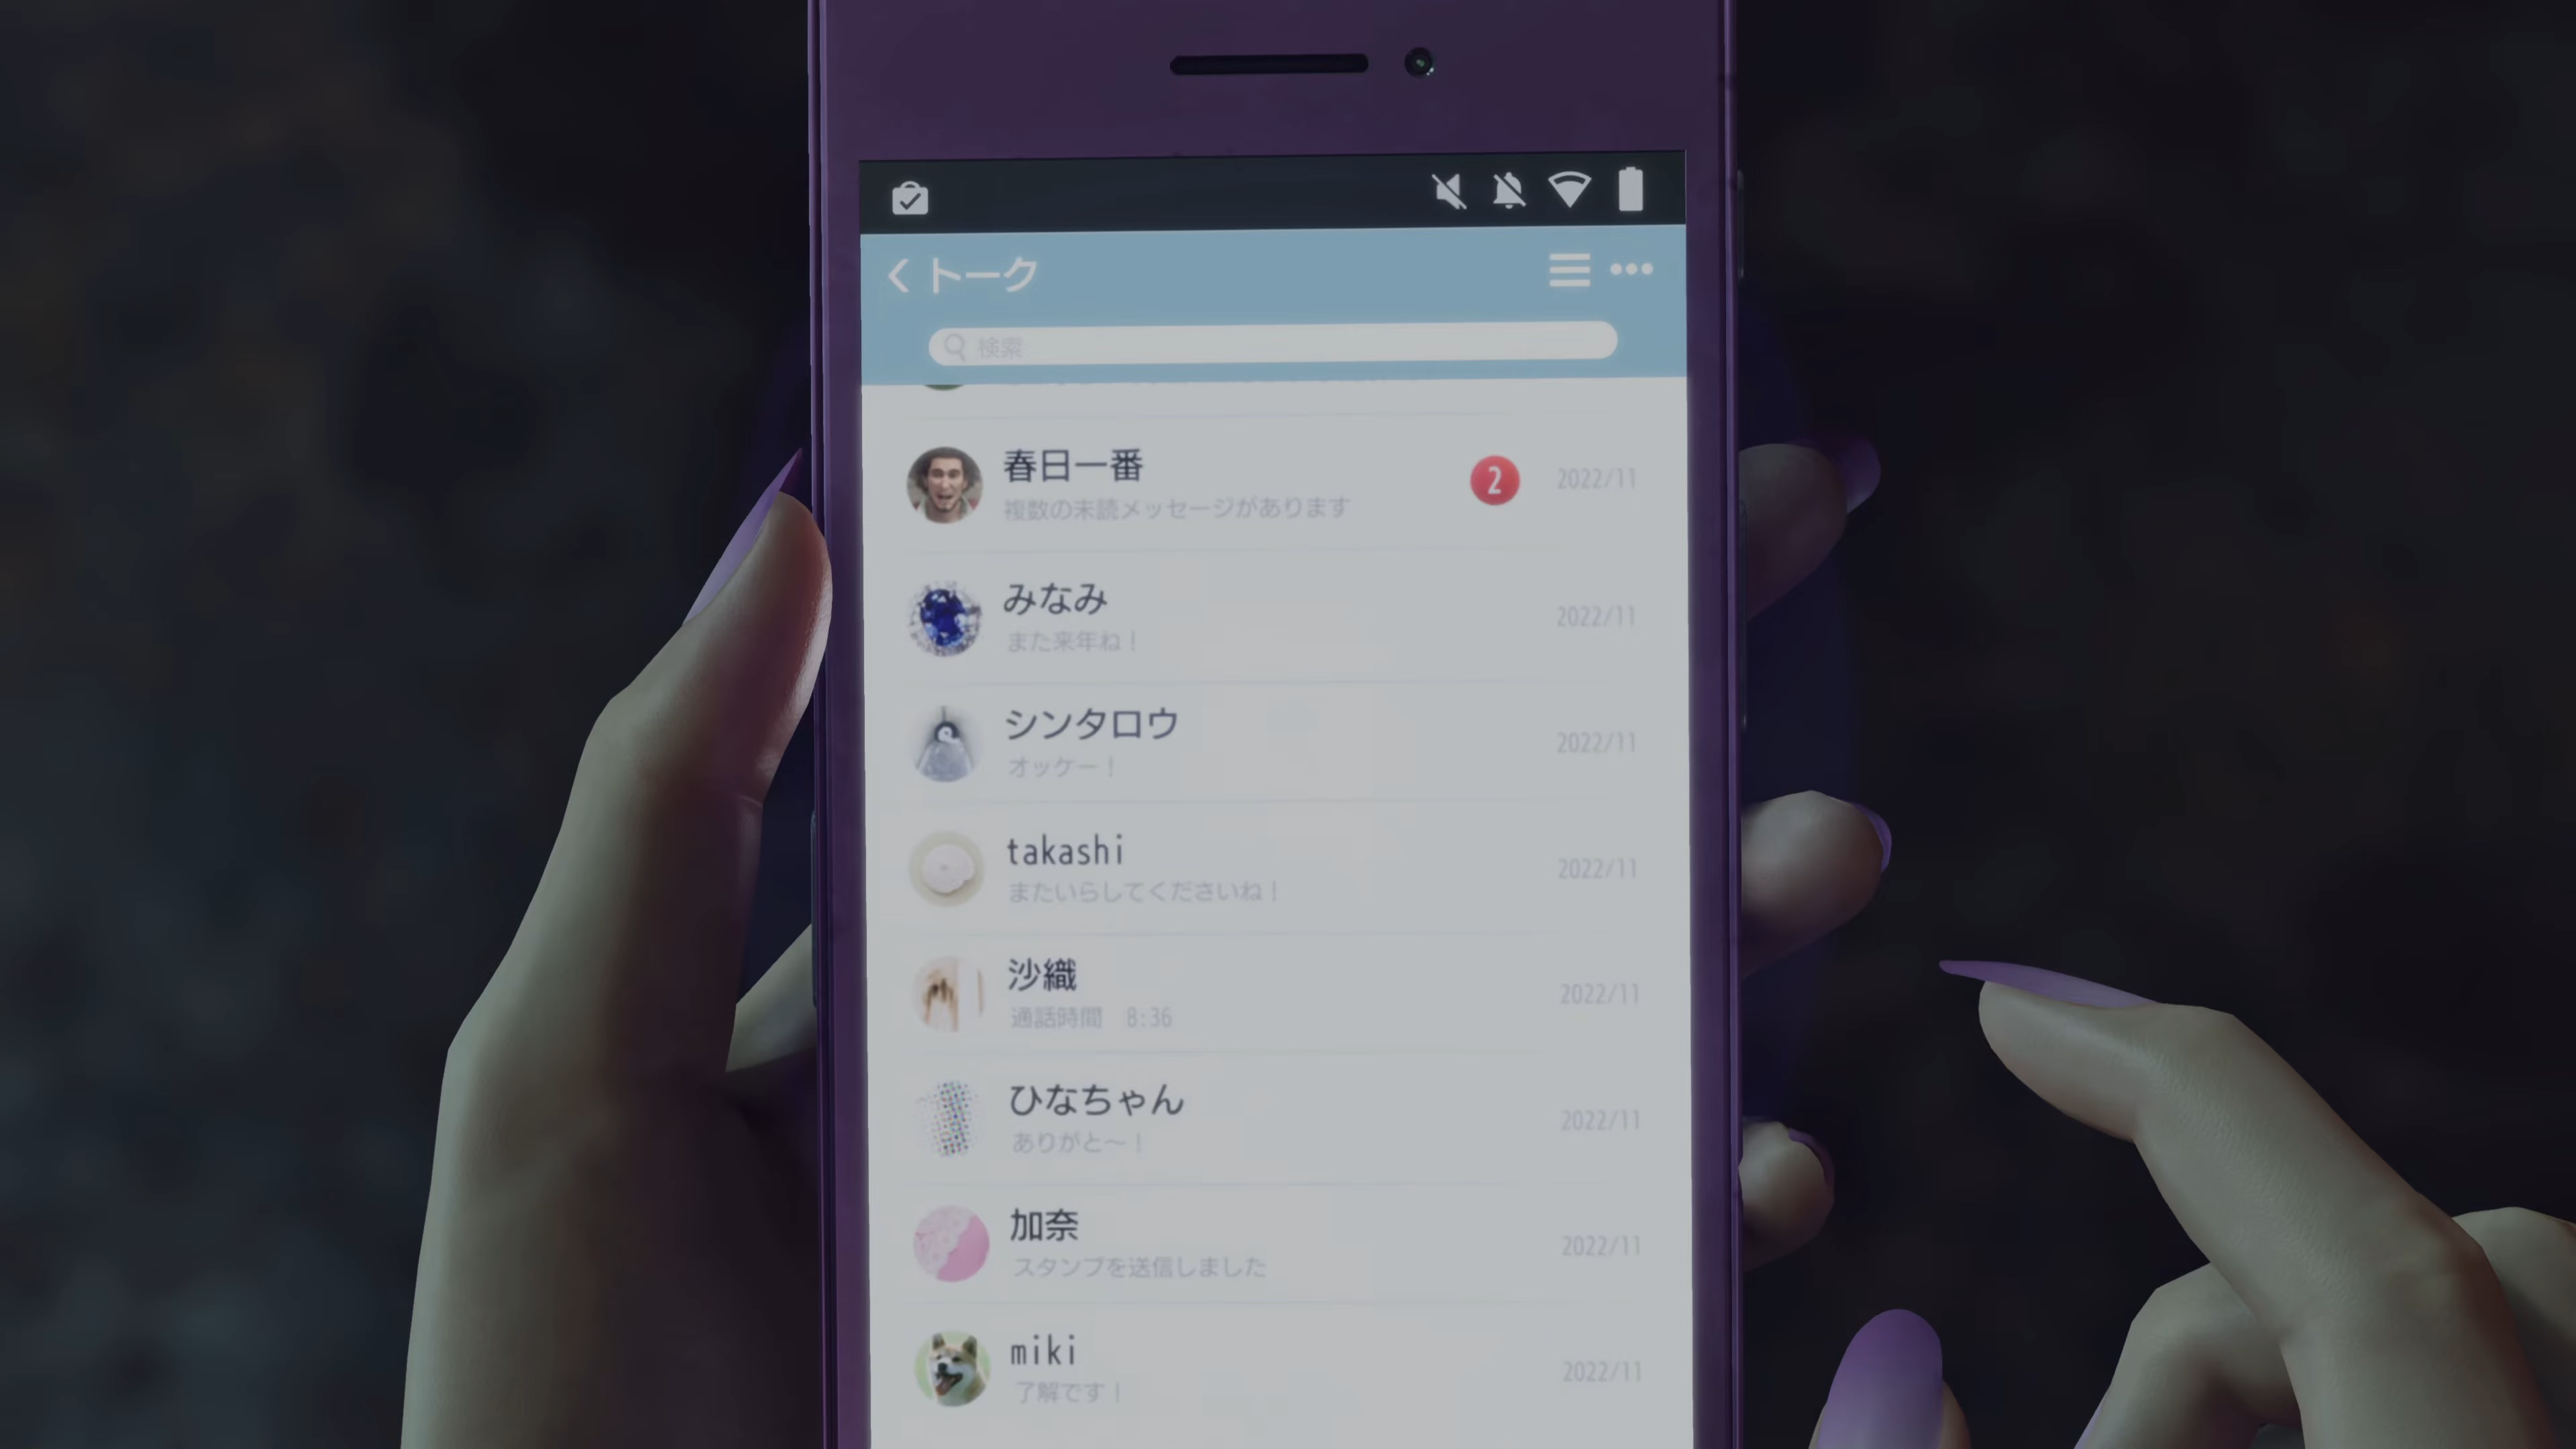 トーク
検索
春日一番
2
2022/11
複数の未読メッセージがあります
みなみ
2022/11
また来年ね！
シンタロウ
2022/11
オッケー！
takashi
2022/11
またいらしてくださいね！
沙織
2022/11
通話時間 8:36
ひなちゃん
2022/11
ありがと～！
加奈
2022/11
スタンプを送信しました
miki
2022/11
了解です！